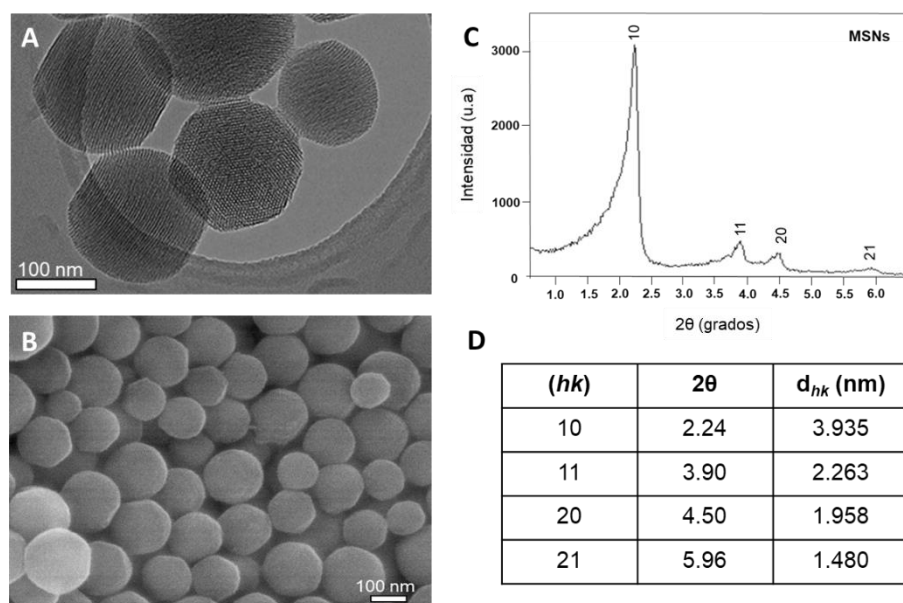 A
100 nm
B
100 nm
C
MSNs
Intensidad (u.a)
3000
2000
1000
0
10
11
20
21
1.0 1.5 2.0 2.5 3.0 3.5 4.0 4.5 5.0 5.5 6.0
2θ (grados)
D
(hk) 2θ dhk (nm)
10 2.24 3.935
11 3.90 2.263
20 4.50 1.958
21 5.96 1.480